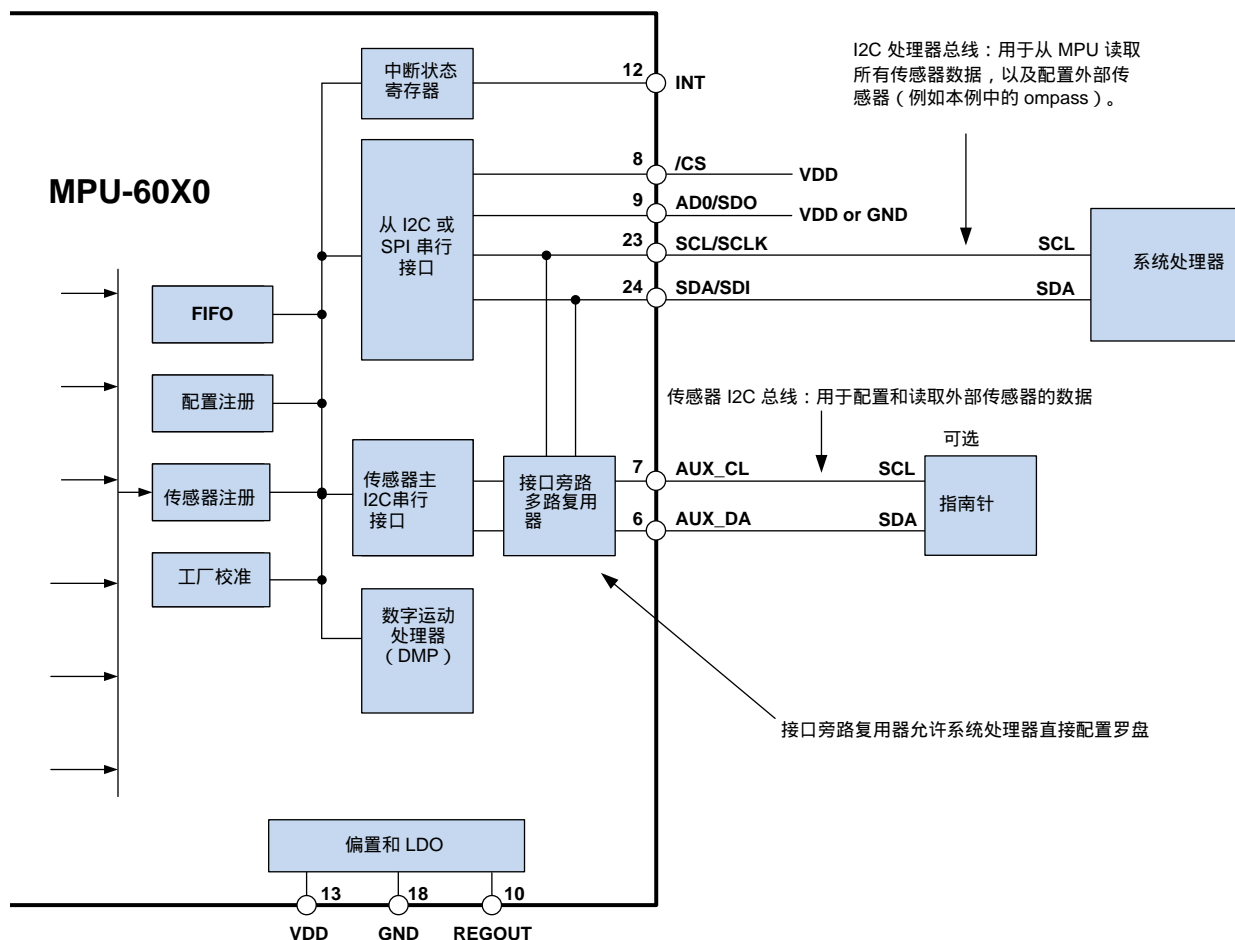 I2C 处理器总线：用于从 MPU 读取
所有传感器数据，以及配置外部传
感器（例如本例中的 ompass）。
中断状态
寄存器
12
INT
MPU-60X0
从 I2C 或
SPI 串行
接口
8
/CS
VDD
9
AD0/SDO
VDD or GND
23
SCL/SCLK
SCL
24
SDA/SDI
SDA
系统处理器
FIFO
配置注册
传感器注册
工厂校准
传感器 I2C 总线：用于配置和读取外部传感器的数据
可选
传感器主
I2C串行
接口
接口旁路
多路复用
器
7
AUX_CL
SCL
6
AUX_DA
SDA
指南针
数字运动
处理器
（DMP）
接口旁路复用器允许系统处理器直接配置罗盘
偏置和 LDO
13
18
10
VDD
GND
REGOUT